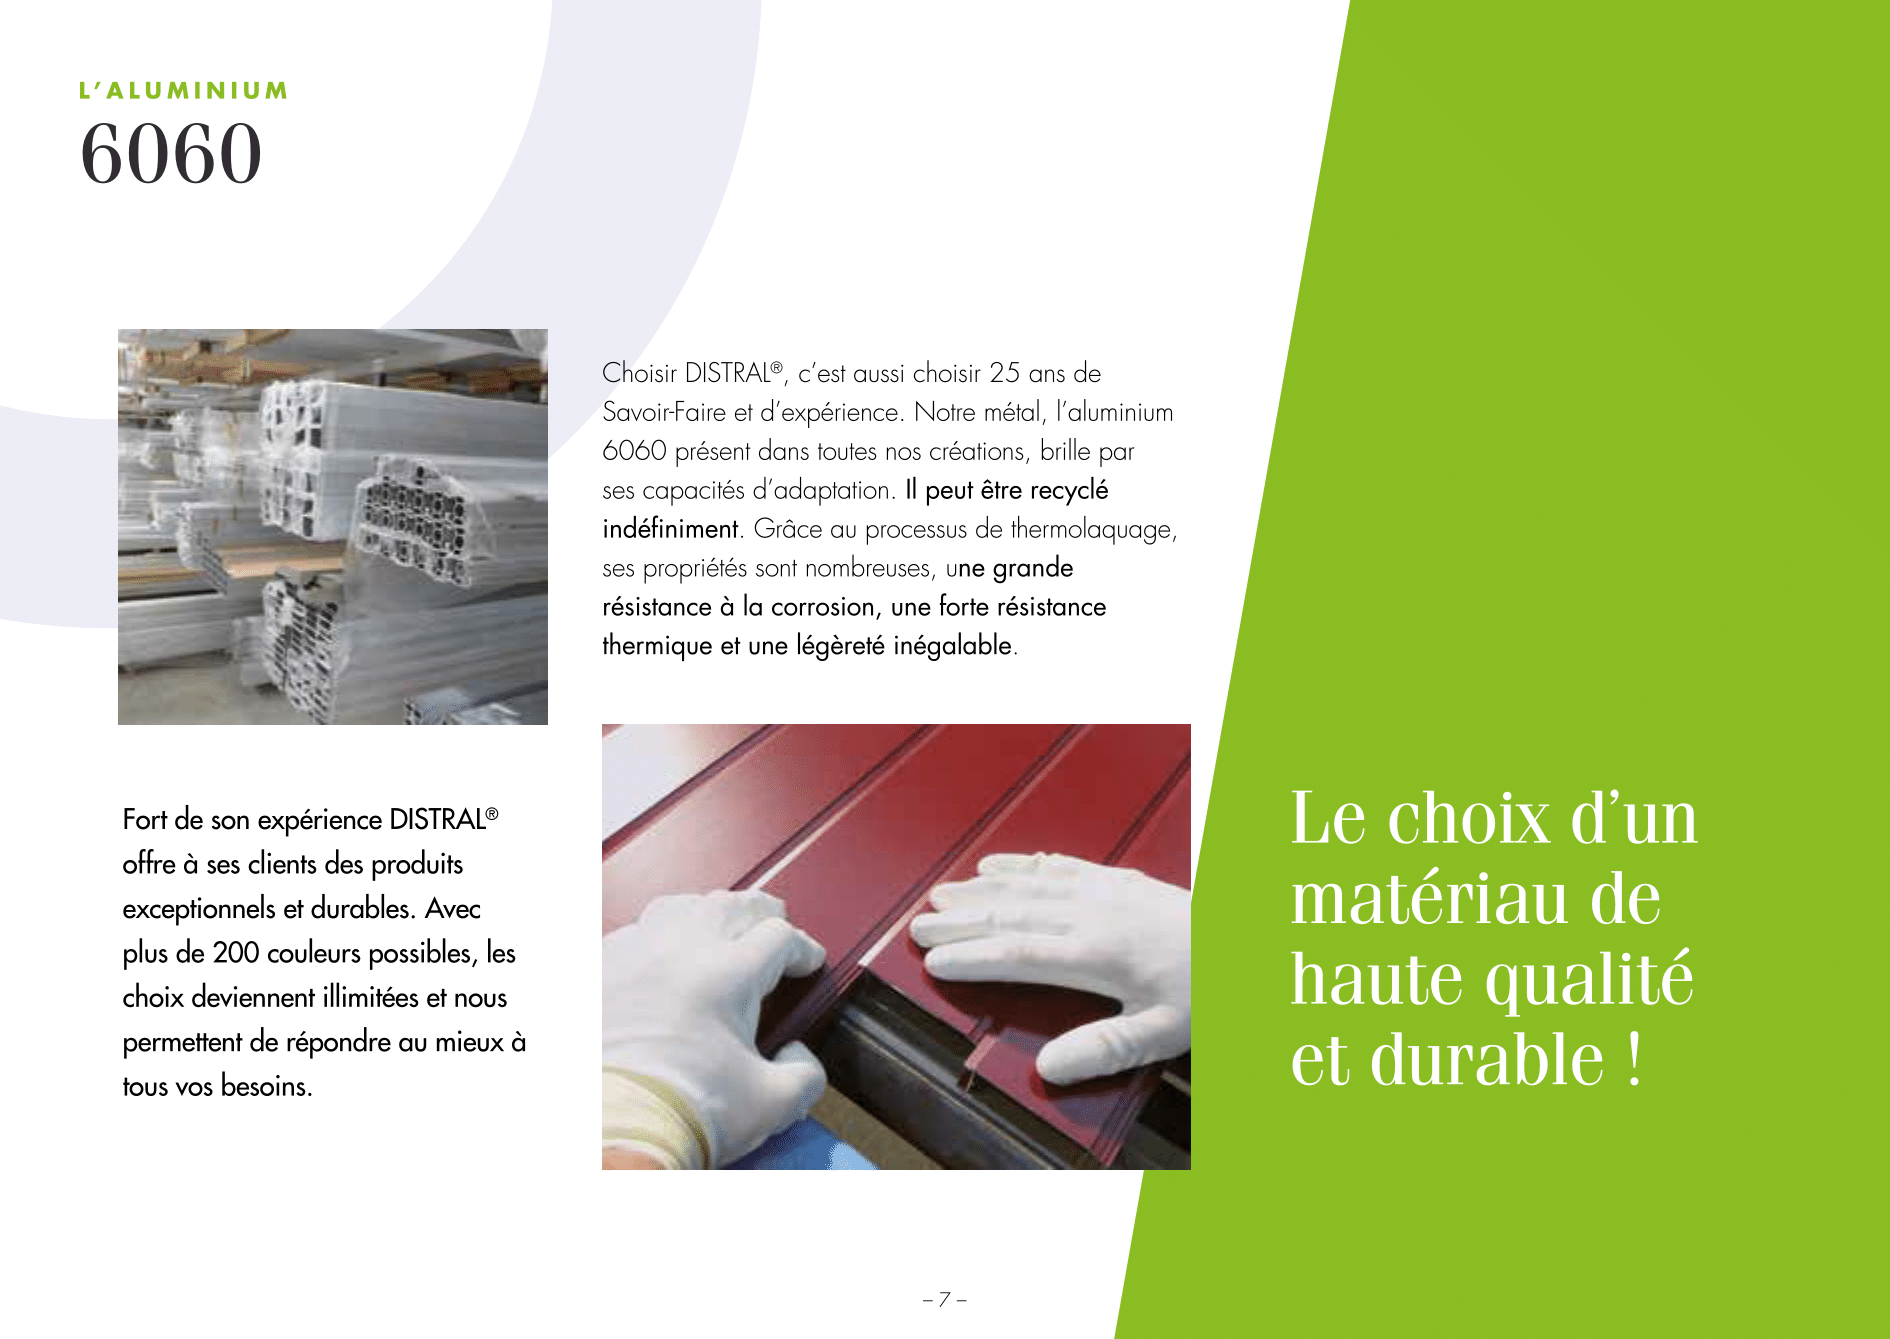 L’ALUMINIUM
6060
Choisir DISTRAL®, c’est aussi choisir 25 ans de
Savoir-Faire et d’expérience. Notre métal, l’aluminium
6060 présent dans toutes nos créations, brille par
ses capacités d’adaptation. Il peut être recyclé
indéfiniment. Grâce au processus de thermolaquage,
ses propriétés sont nombreuses, une grande
résistance à la corrosion, une forte résistance
thermique et une légèreté inégalable.
Fort de son expérience DISTRAL®
offre à ses clients des produits
exceptionnels et durables. Avec
plus de 200 couleurs possibles, les
choix deviennent illimitées et nous
permettent de répondre au mieux à
tous vos besoins.
Le choix d’un
matériau de
haute qualité
et durable !
– 7 –